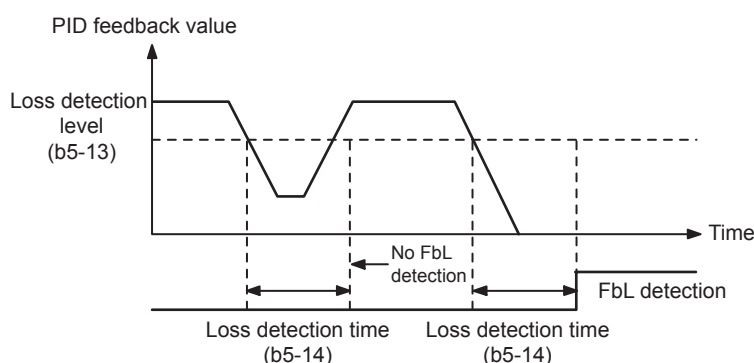 PID feedback value
Loss detection
level
(b5-13)
Time
No FbL
detection
FbL detection
Loss detection time
(b5-14)
Loss detection time
(b5-14)